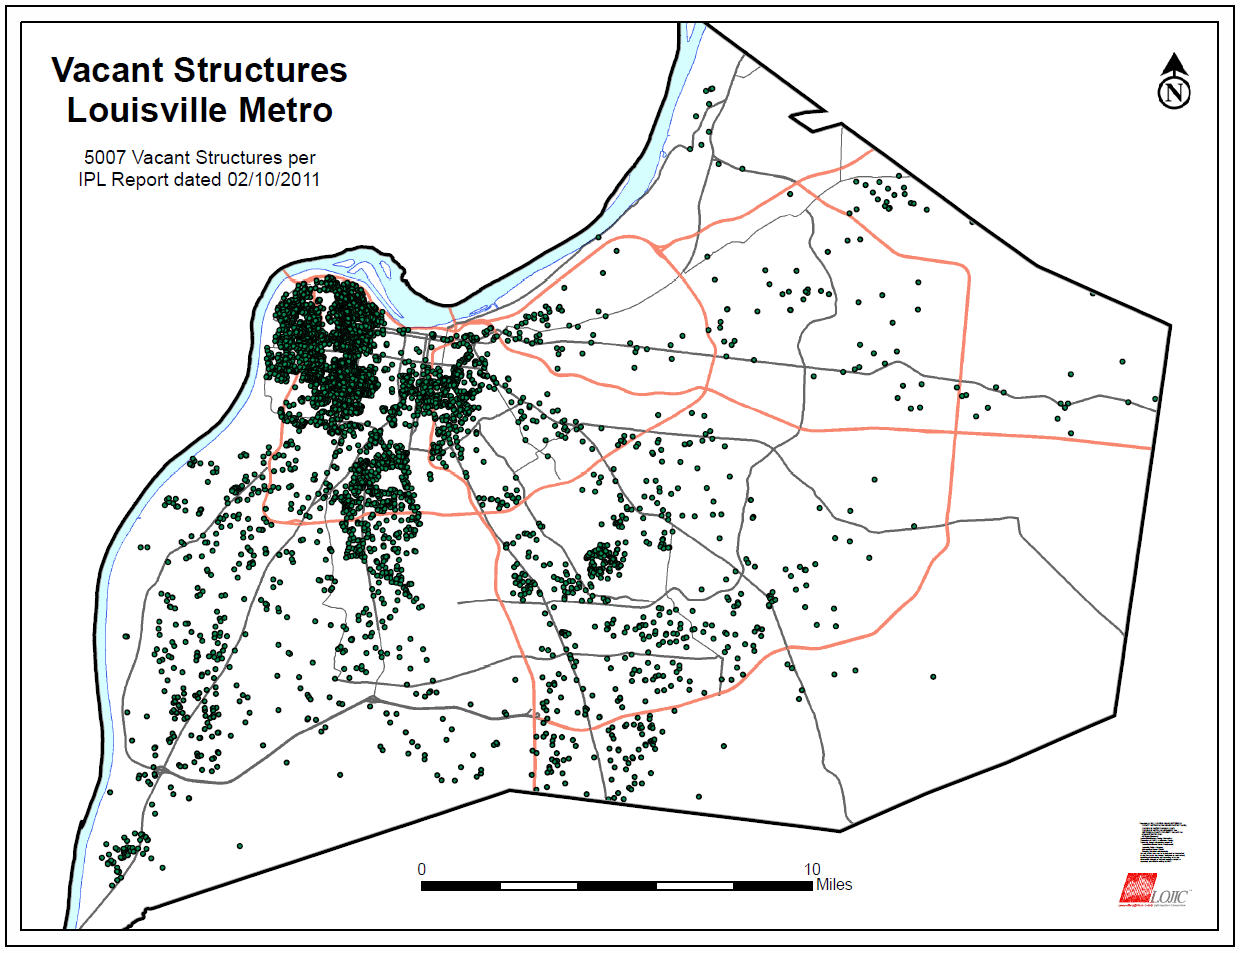 Vacant Structures
Louisville Metro
5007 Vacant Structures per
IPL Report dated 02/10/2011
N
0
10
Miles
LOJIC